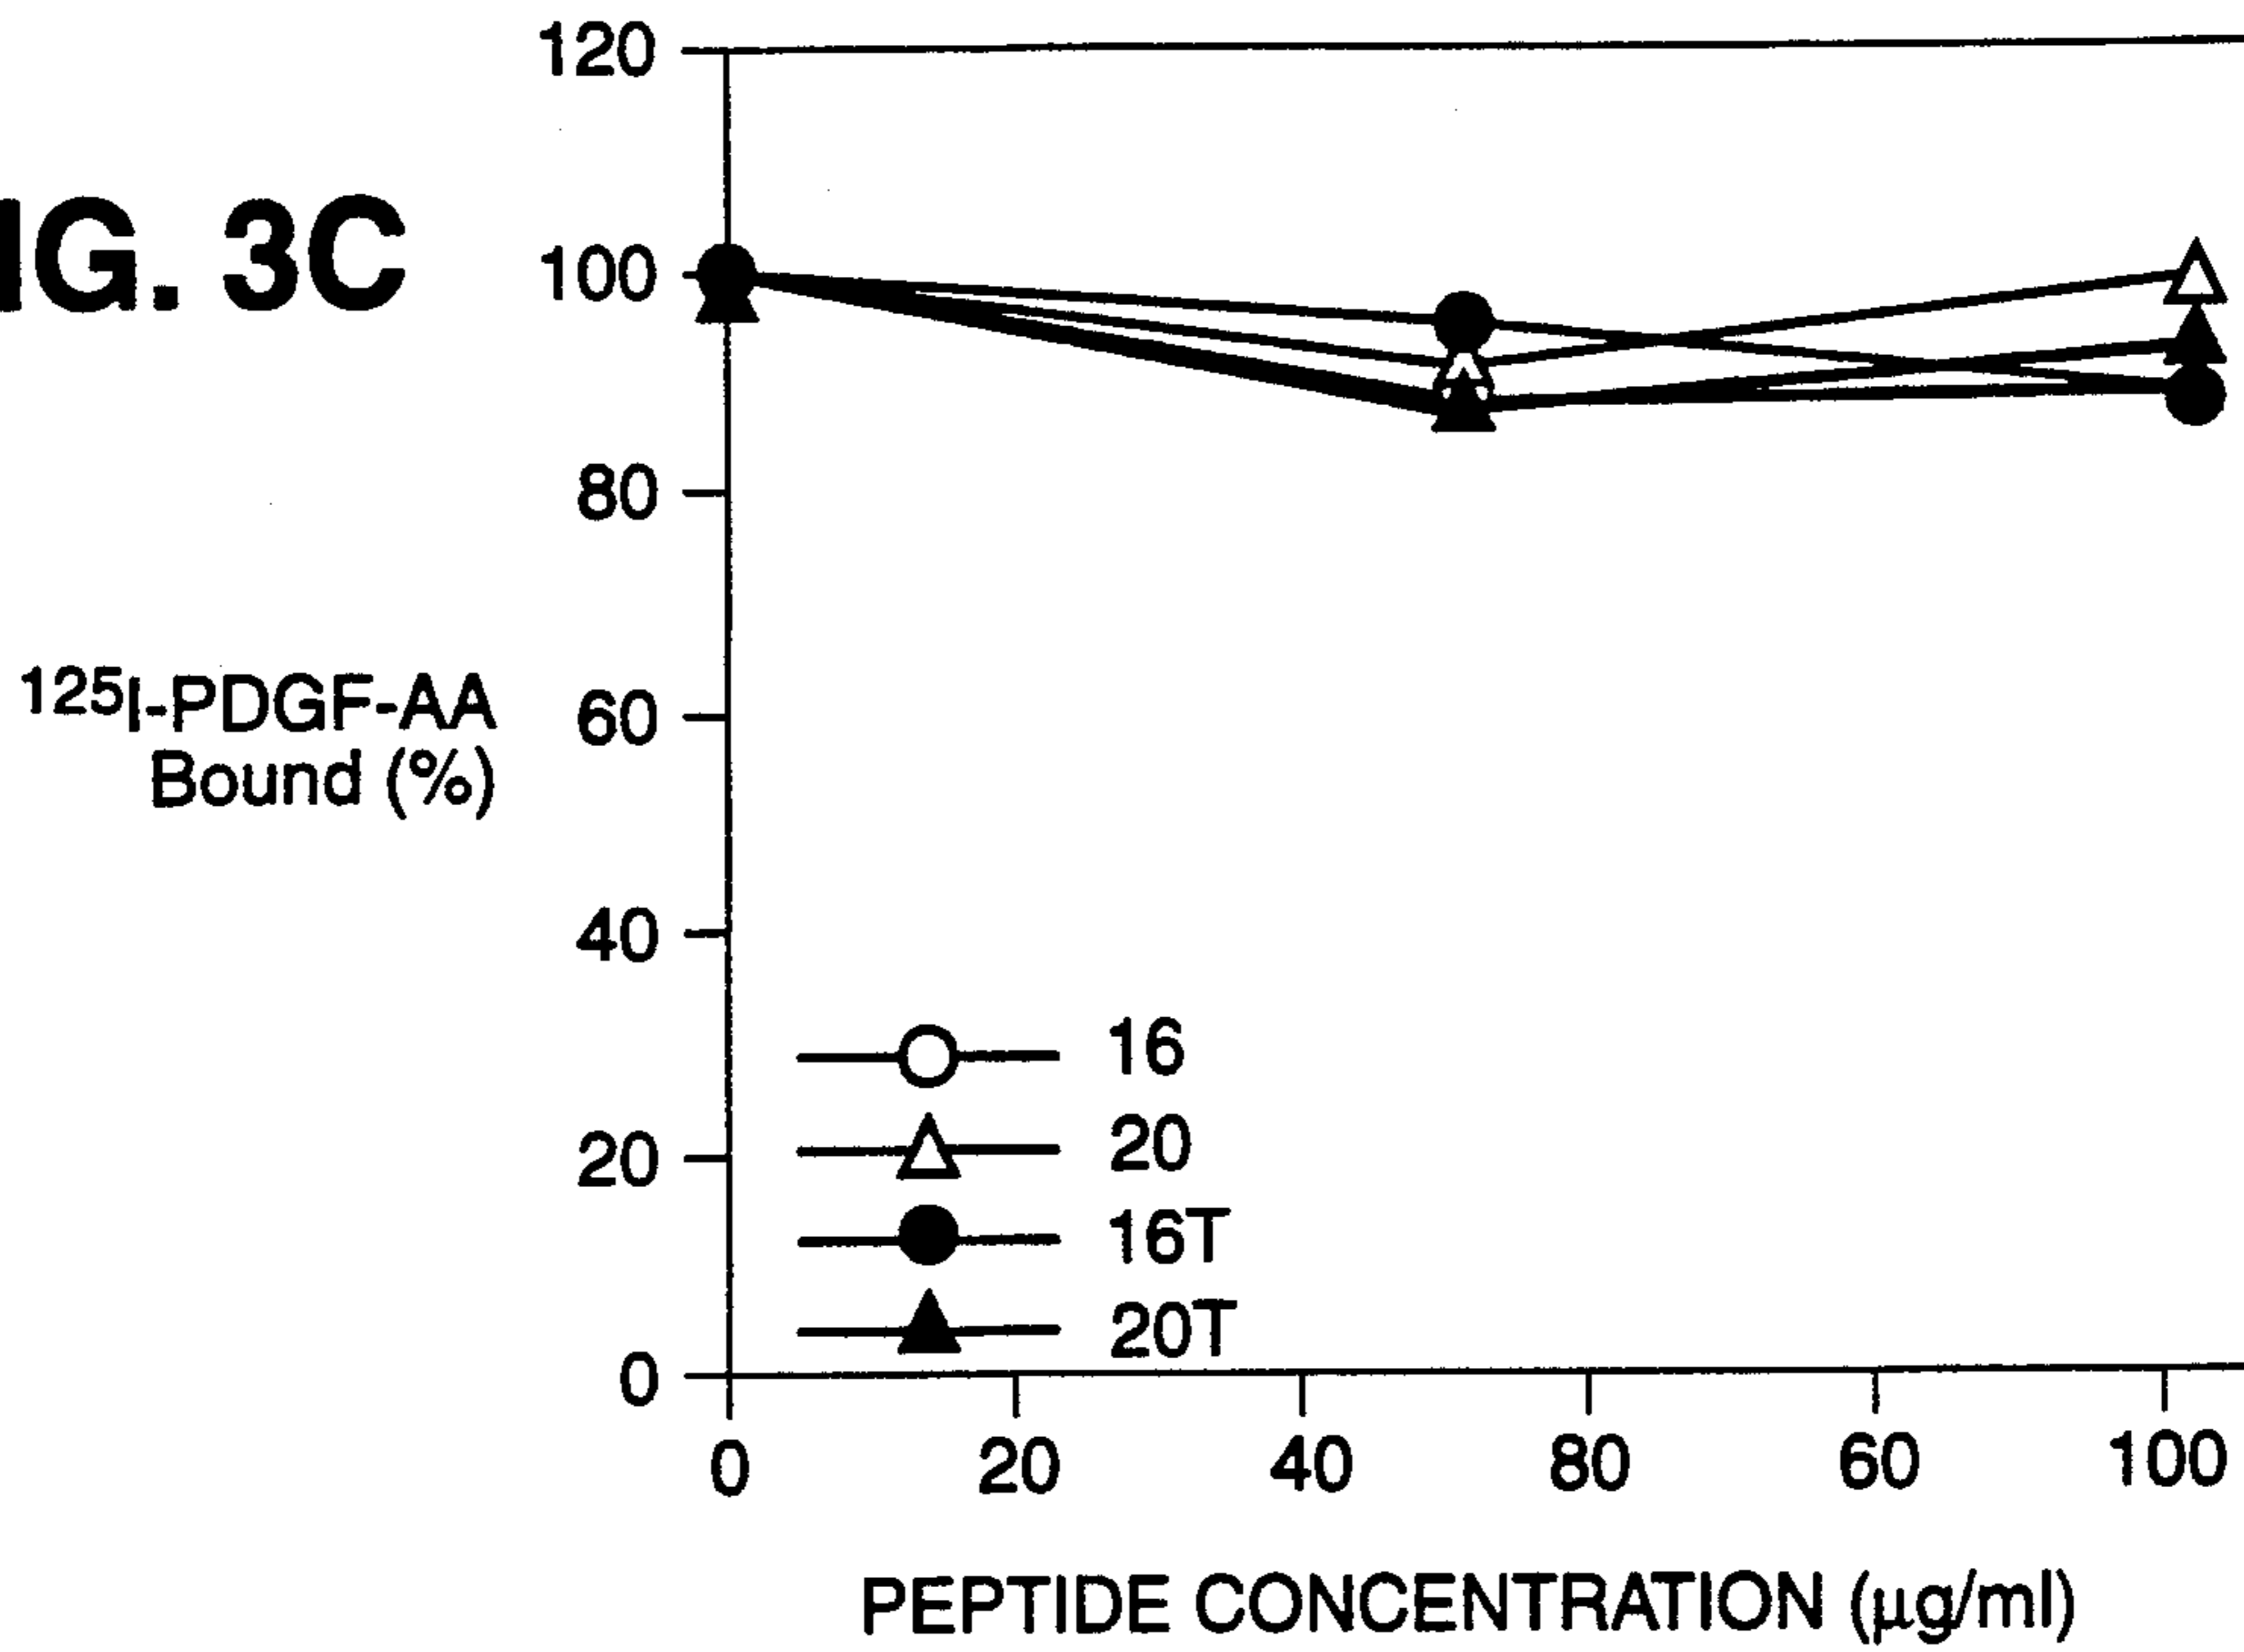 120
IG. 3C
100
80
125I-PDGF-AA
Bound (%)
60
40
16
20
20
16T
20T
0
0 20 40 80 60 100
PEPTIDE CONCENTRATION (µg/ml)